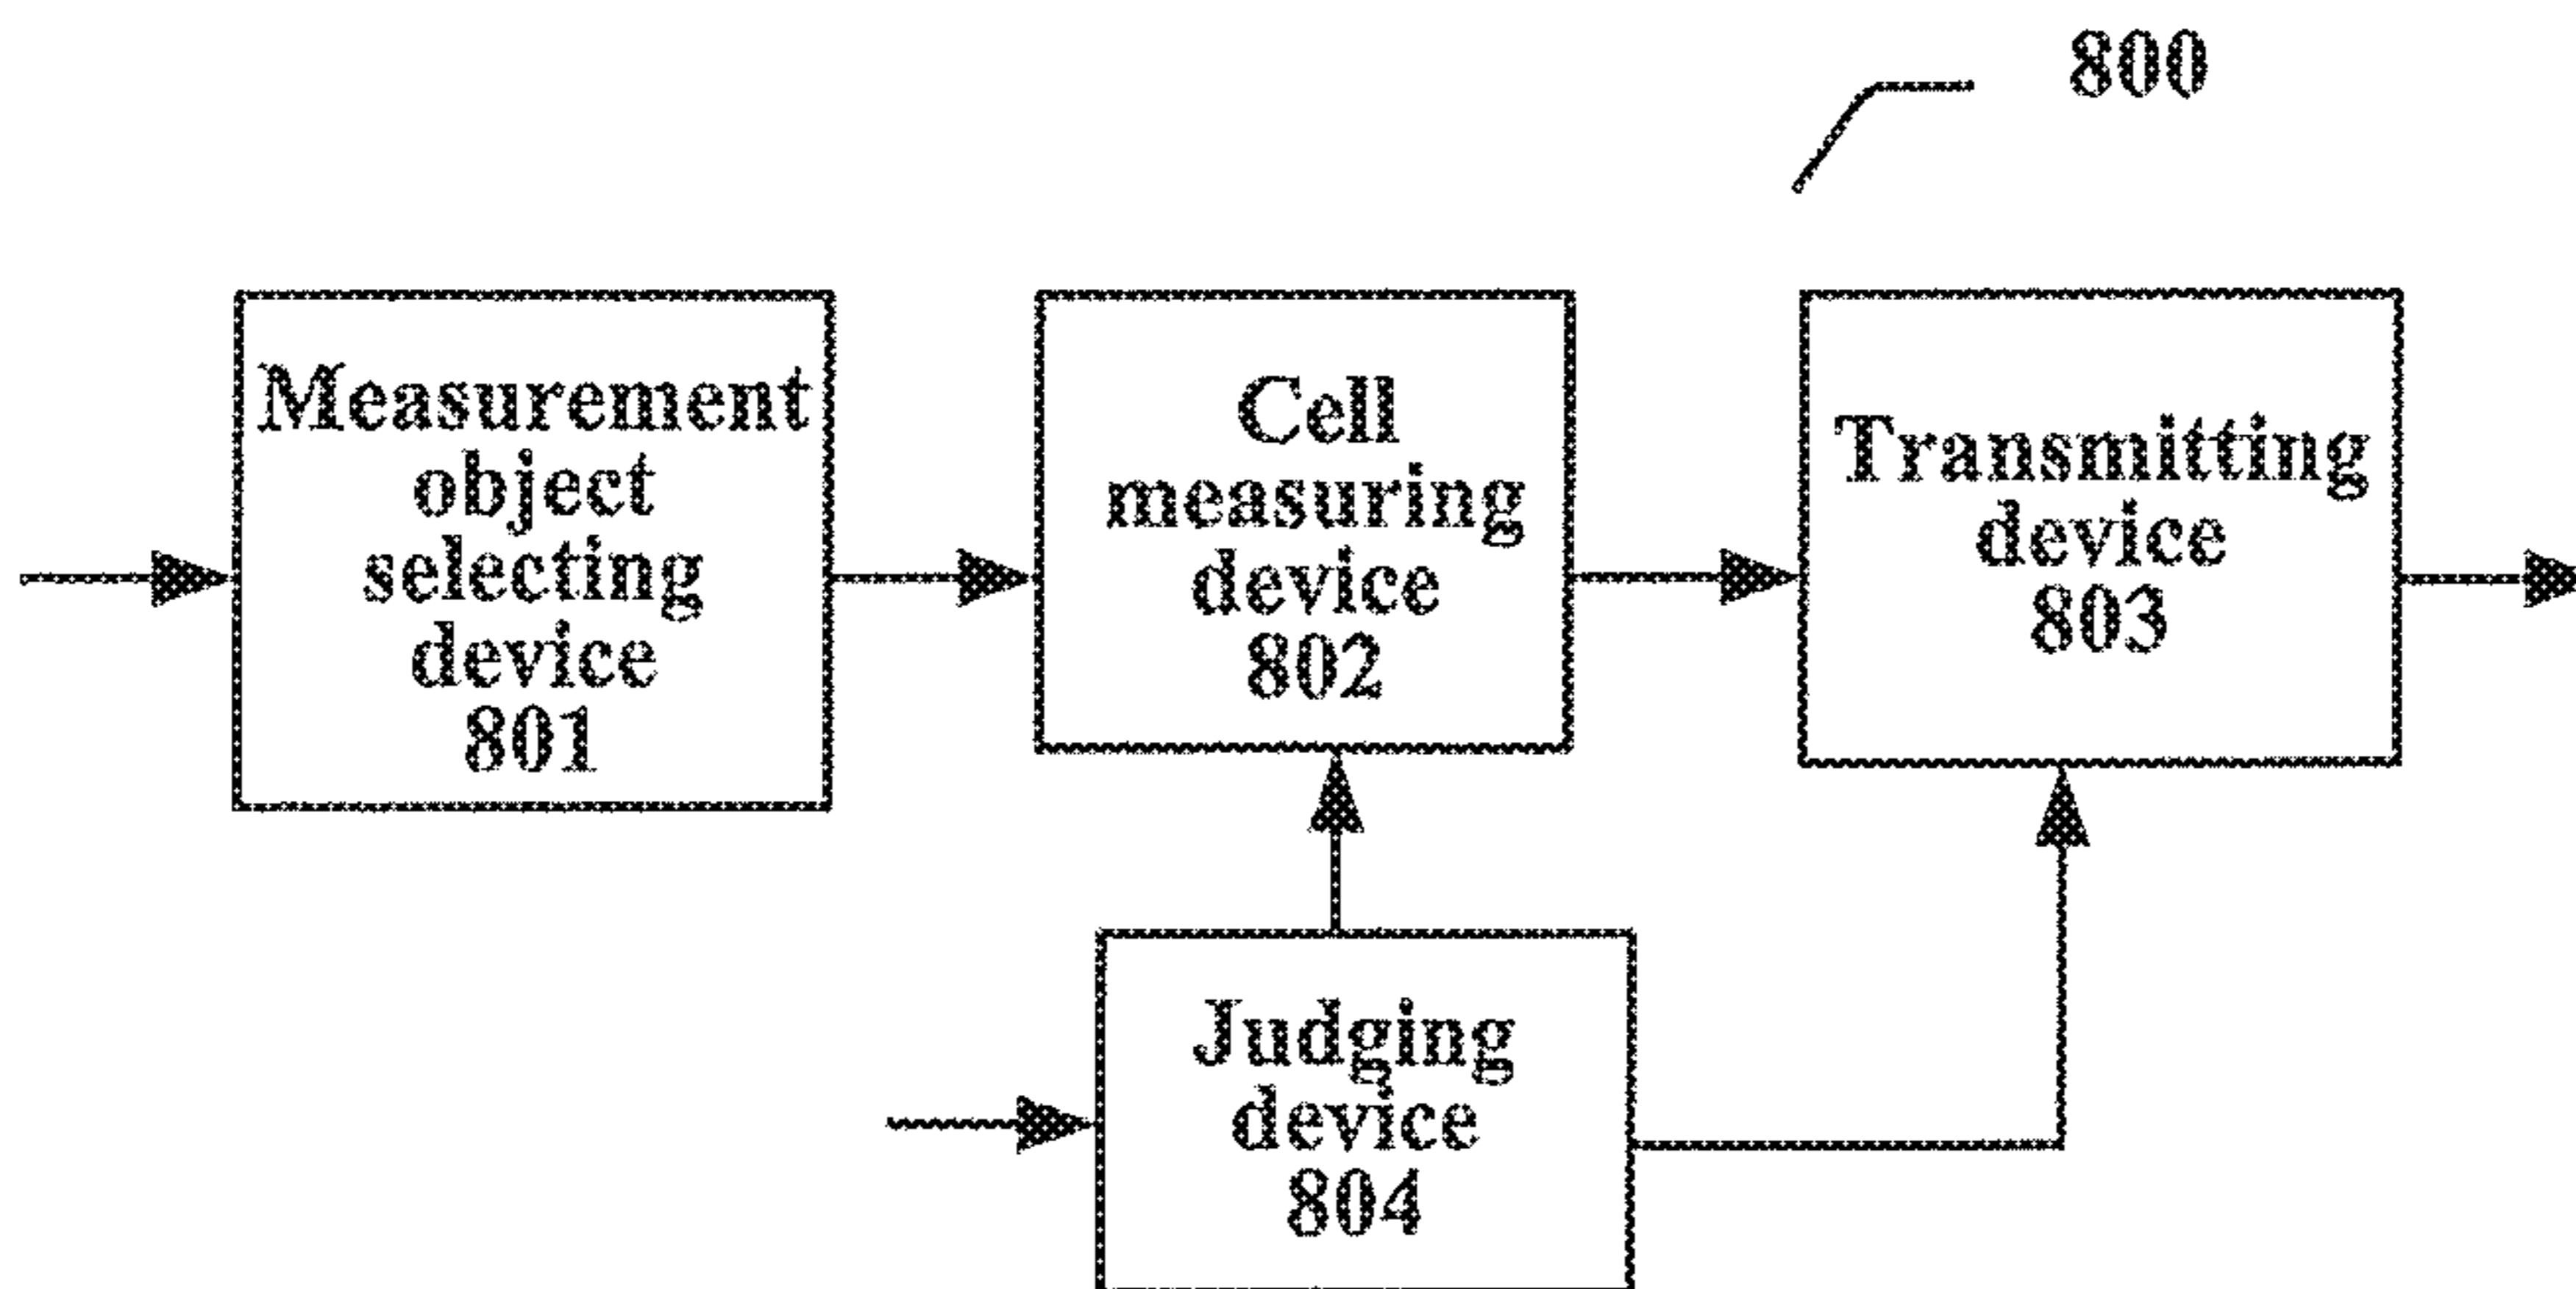 800
Measurement
object
selecting
device
801
Cell
measuring
device
802
Transmitting
device
803
Judging
device
804